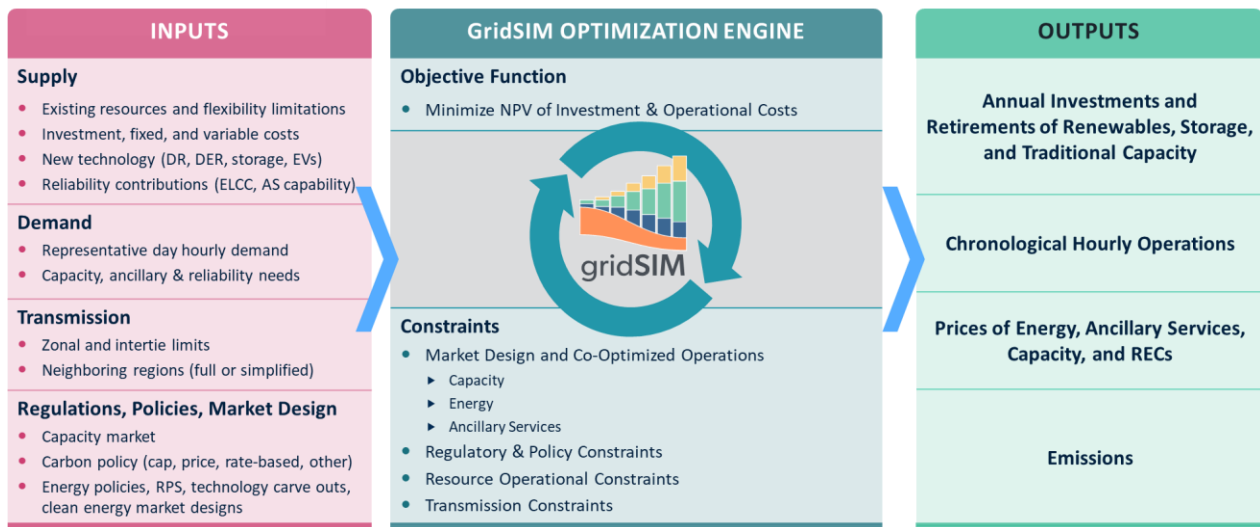 INPUTS
Supply
Existing resources and flexibility limitations
Investment, fixed, and variable costs
New technology (DR, DER, storage, EVs)
Reliability contributions (ELCC, AS capability)
Demand
Representative day hourly demand
Capacity, ancillary & reliability needs
Transmission
Zonal and intertie limits
Neighboring regions (full or simplified)
Regulations, Policies, Market Design
Capacity market
Carbon policy (cap, price, rate-based, other)
Energy policies, RPS, technology carve outs,
clean energy market designs
GridSIM OPTIMIZATION ENGINE
Objective Function
Minimize NPV of Investment & Operational Costs
gridSIM
Constraints
Market Design and Co-Optimized Operations
Capacity
Energy
Ancillary Services
Regulatory & Policy Constraints
Resource Operational Constraints
Transmission Constraints
OUTPUTS
Annual Investments and
Retirements of Renewables, Storage,
and Traditional Capacity
Chronological Hourly Operations
Prices of Energy, Ancillary Services,
Capacity, and RECs
Emissions